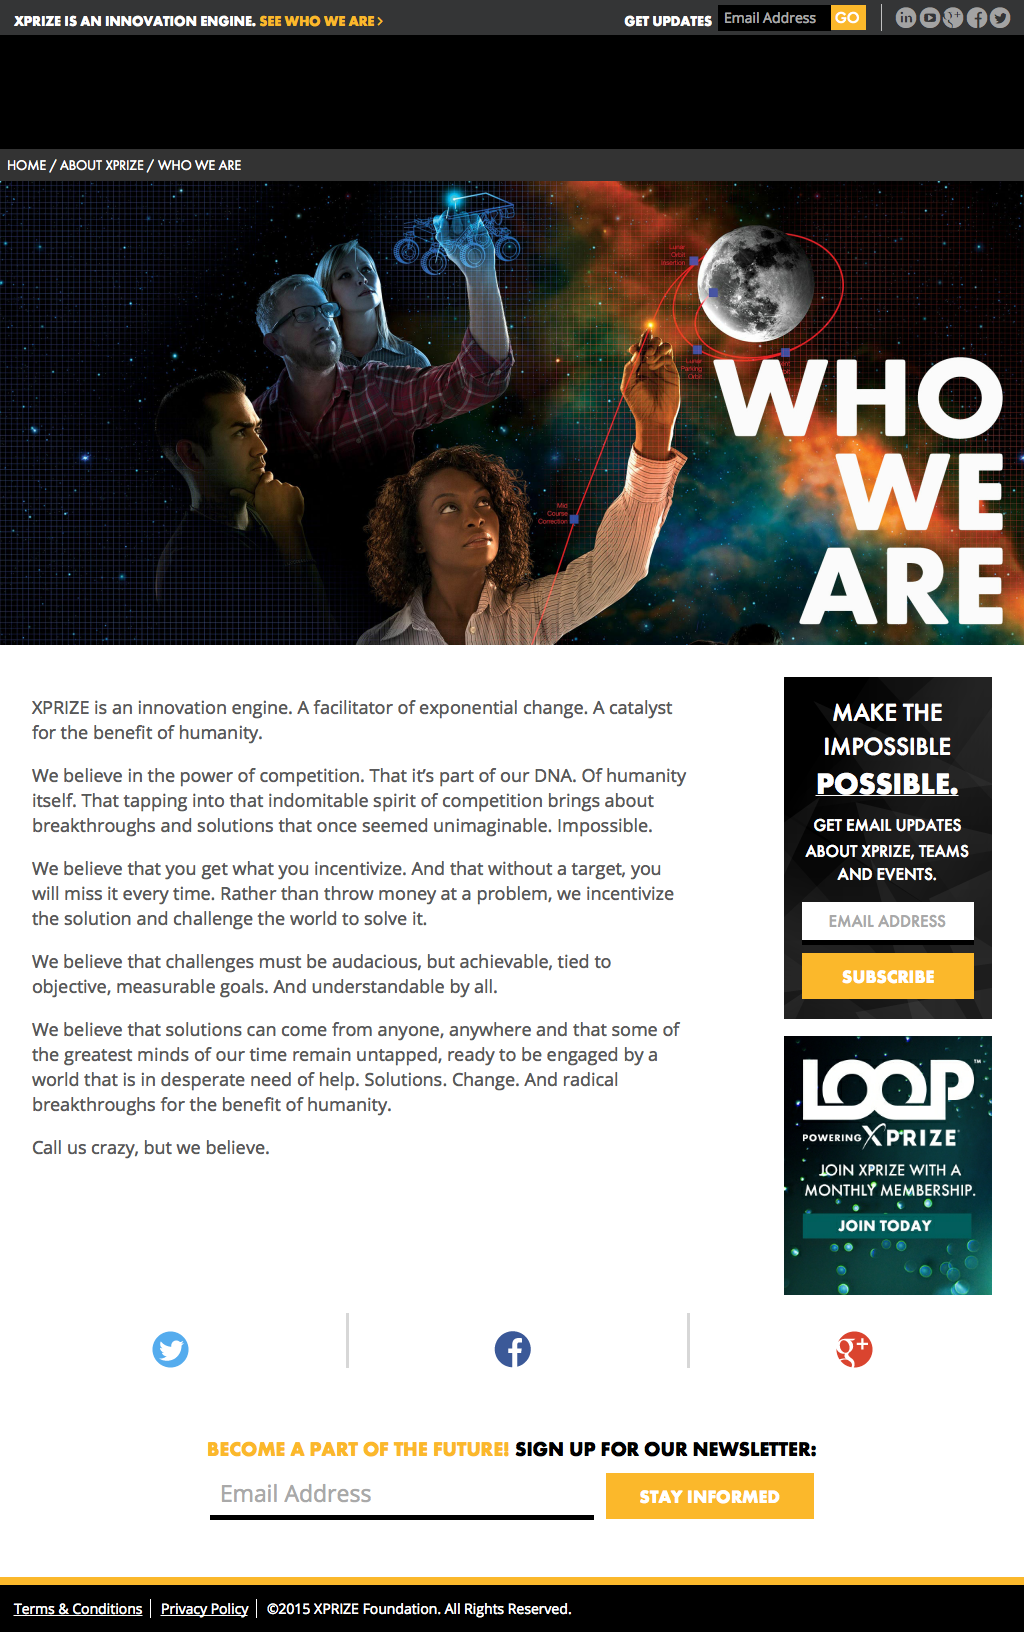 XPRIZE IS AN INNOVATION ENGINE. SEE WHO WE ARE >
GET UPDATES Email Address GO
HOME / ABOUT XPRIZE / WHO WE ARE
Lunar
Orbit
Insertion
Lunar
Parking
Orbit
Mid
Course
Correction
WHO
WE
ARE
XPRIZE is an innovation engine. A facilitator of exponential change. A catalyst
for the benefit of humanity.
We believe in the power of competition. That it’s part of our DNA. Of humanity
itself. That tapping into that indomitable spirit of competition brings about
breakthroughs and solutions that once seemed unimaginable. Impossible.
We believe that you get what you incentivize. And that without a target, you
will miss it every time. Rather than throw money at a problem, we incentivize
the solution and challenge the world to solve it.
We believe that challenges must be audacious, but achievable, tied to
objective, measurable goals. And understandable by all.
We believe that solutions can come from anyone, anywhere and that some of
the greatest minds of our time remain untapped, ready to be engaged by a
world that is in desperate need of help. Solutions. Change. And radical
breakthroughs for the benefit of humanity.
Call us crazy, but we believe.
MAKE THE
IMPOSSIBLE
POSSIBLE.
GET EMAIL UPDATES
ABOUT XPRIZE, TEAMS
AND EVENTS.
EMAIL ADDRESS
SUBSCRIBE
LOOP™
POWERING XPRIZE
JOIN XPRIZE WITH A
MONTHLY MEMBERSHIP.
JOIN TODAY
BECOME A PART OF THE FUTURE! SIGN UP FOR OUR NEWSLETTER:
Email Address
STAY INFORMED
Terms & Conditions | Privacy Policy | ©2015 XPRIZE Foundation. All Rights Reserved.